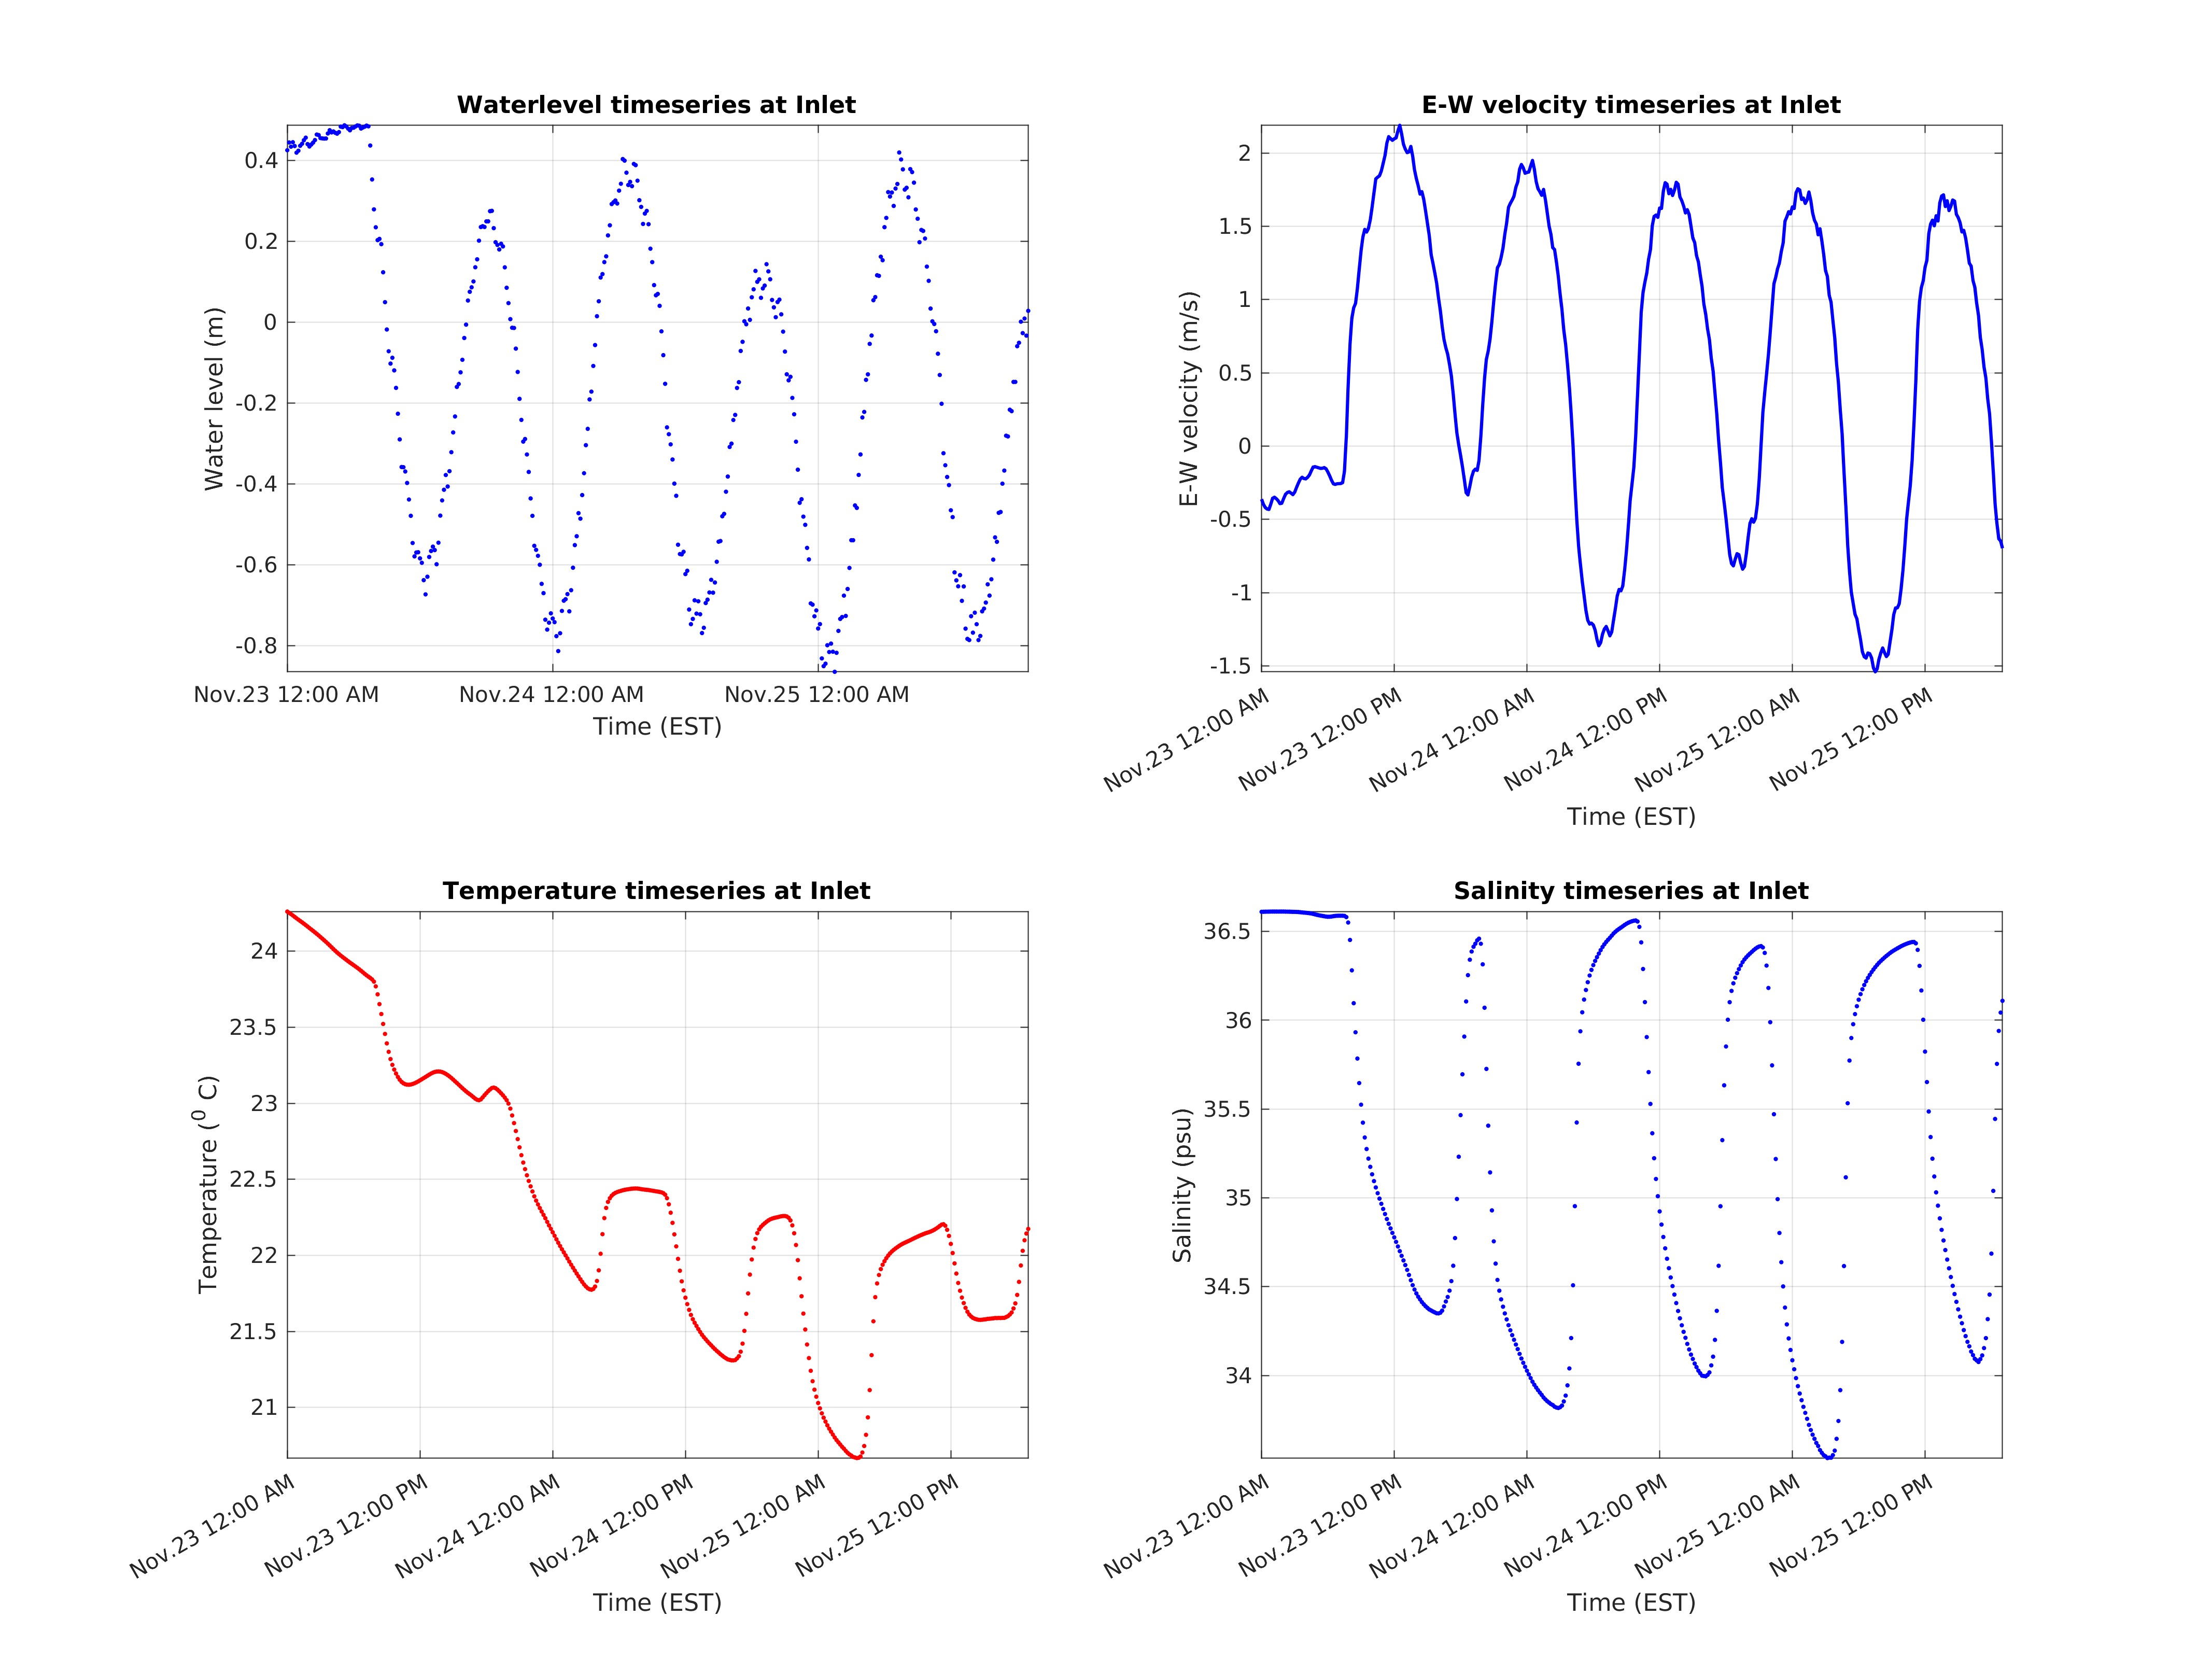 Waterlevel timeseries at Inlet
0.4
0.2
0
-0.2
-0.4
-0.6
-0.8
Water level (m)
Nov.23 12:00 AM Nov.24 12:00 AM Nov.25 12:00 AM
Time (EST)
E-W velocity timeseries at Inlet
2
1.5
1
0.5
0
-0.5
-1
-1.5
E-W velocity (m/s)
Nov.23 12:00 AM
Nov.23 12:00 PM
Nov.24 12:00 AM
Nov.24 12:00 PM
Nov.25 12:00 AM
Nov.25 12:00 PM
Time (EST)
Temperature timeseries at Inlet
24
23.5
23
22.5
22
21.5
21
Temperature (⁰ C)
Nov.23 12:00 AM
Nov.23 12:00 PM
Nov.24 12:00 AM
Nov.24 12:00 PM
Nov.25 12:00 AM
Nov.25 12:00 PM
Time (EST)
Salinity timeseries at Inlet
36.5
36
35.5
35
34.5
34
Salinity (psu)
Nov.23 12:00 AM
Nov.23 12:00 PM
Nov.24 12:00 AM
Nov.24 12:00 PM
Nov.25 12:00 AM
Nov.25 12:00 PM
Time (EST)